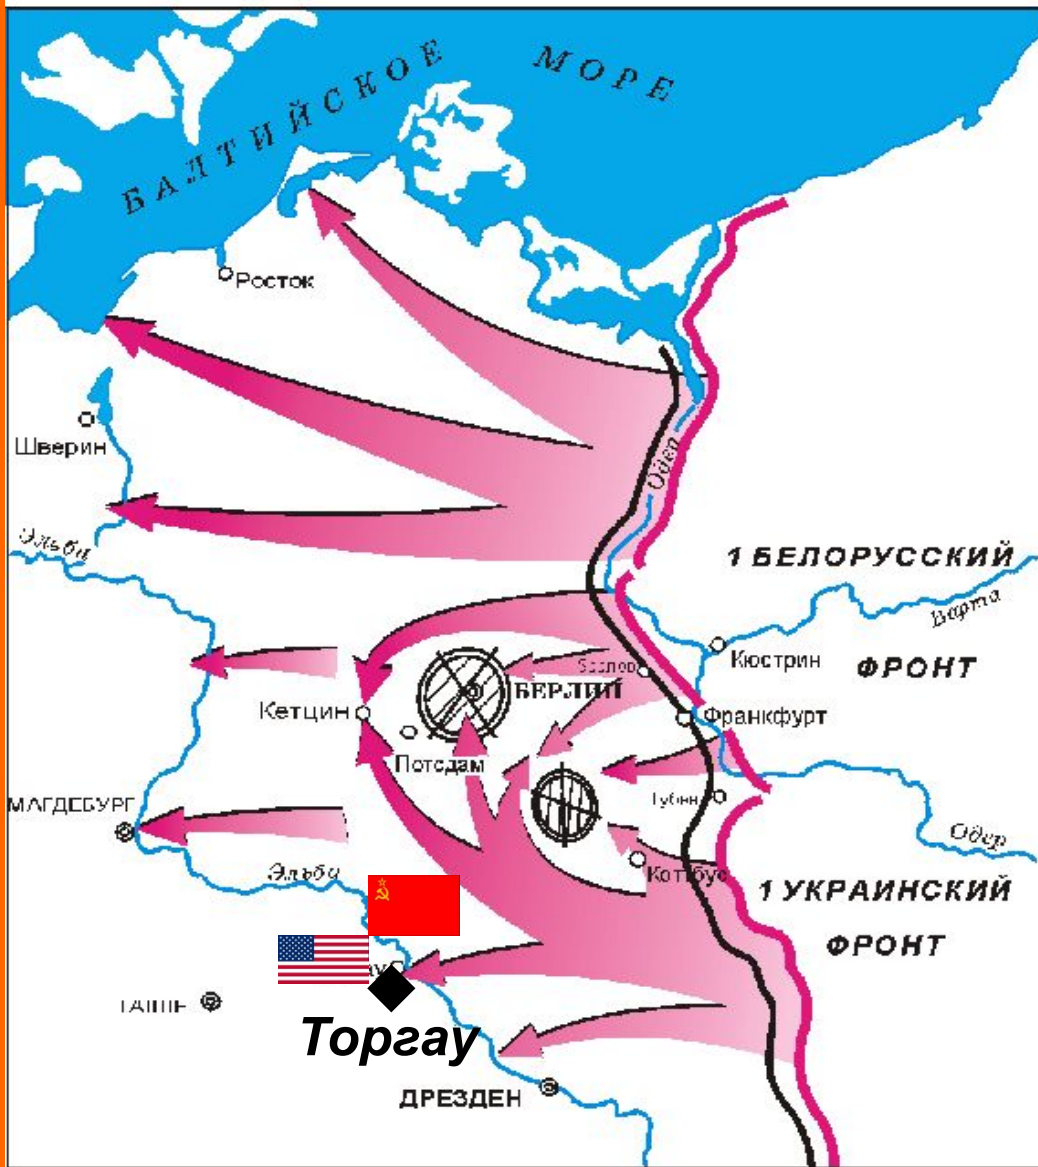 БАЛТИЙСКОЕ МОРЕ
Росток
Шверин
Одер
Эльба
1 БЕЛОРУССКИЙ
ФРОНТ
Варта
Кюстрин
БЕРЛИН
Кетцин
Франкфурт
Потсдам
МАГДЕБУРГ
Губен
Одер
Эльба
Коттбус
1 УКРАИНСКИЙ
ФРОНТ
Торгау
ДРЕЗДЕН